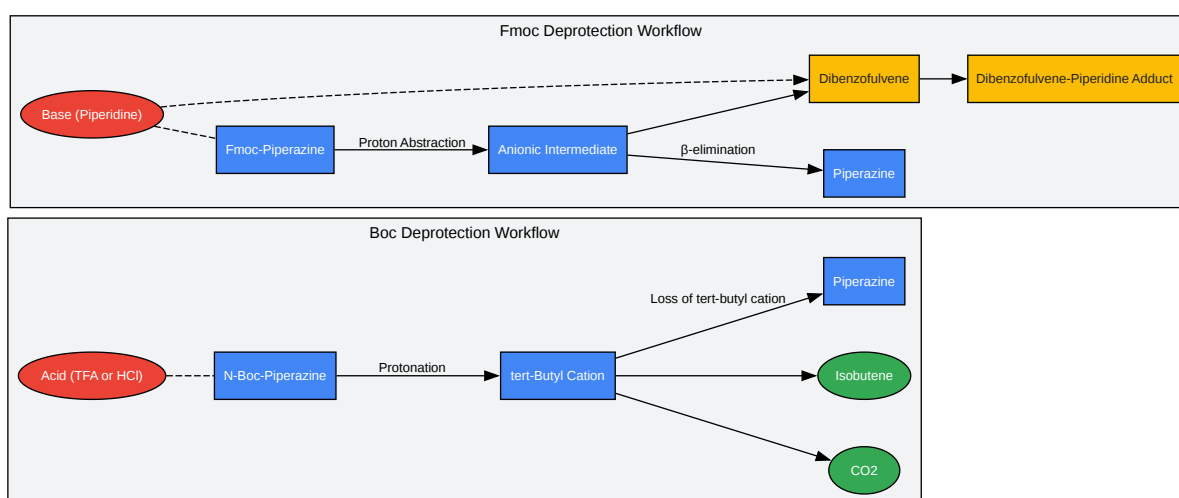 Fmoc Deprotection Workflow
Base (Piperidine)
Fmoc-Piperazine
Proton Abstraction
Anionic Intermediate
β-elimination
Dibenzofulvene
Dibenzofulvene-Piperidine Adduct
Piperazine
Boc Deprotection Workflow
Acid (TFA or HCl)
N-Boc-Piperazine
Protonation
tert-Butyl Cation
Loss of tert-butyl cation
Piperazine
Isobutene
CO2